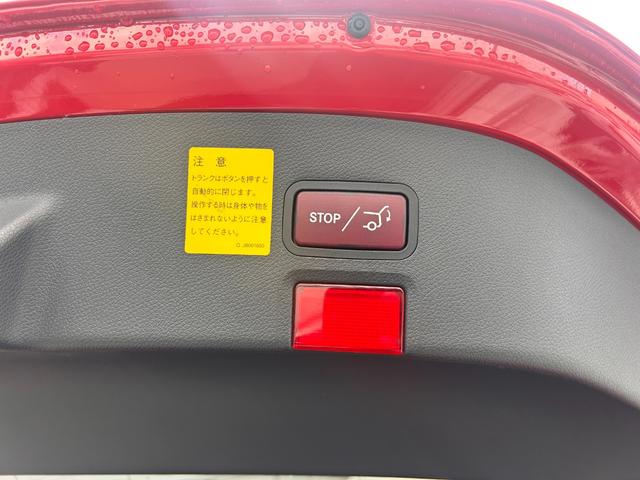 注 意
トランクはボタンを押すと
自動的に閉じます。
操作する時は身体や物を
はさまれないように注意
してください。
STOP /